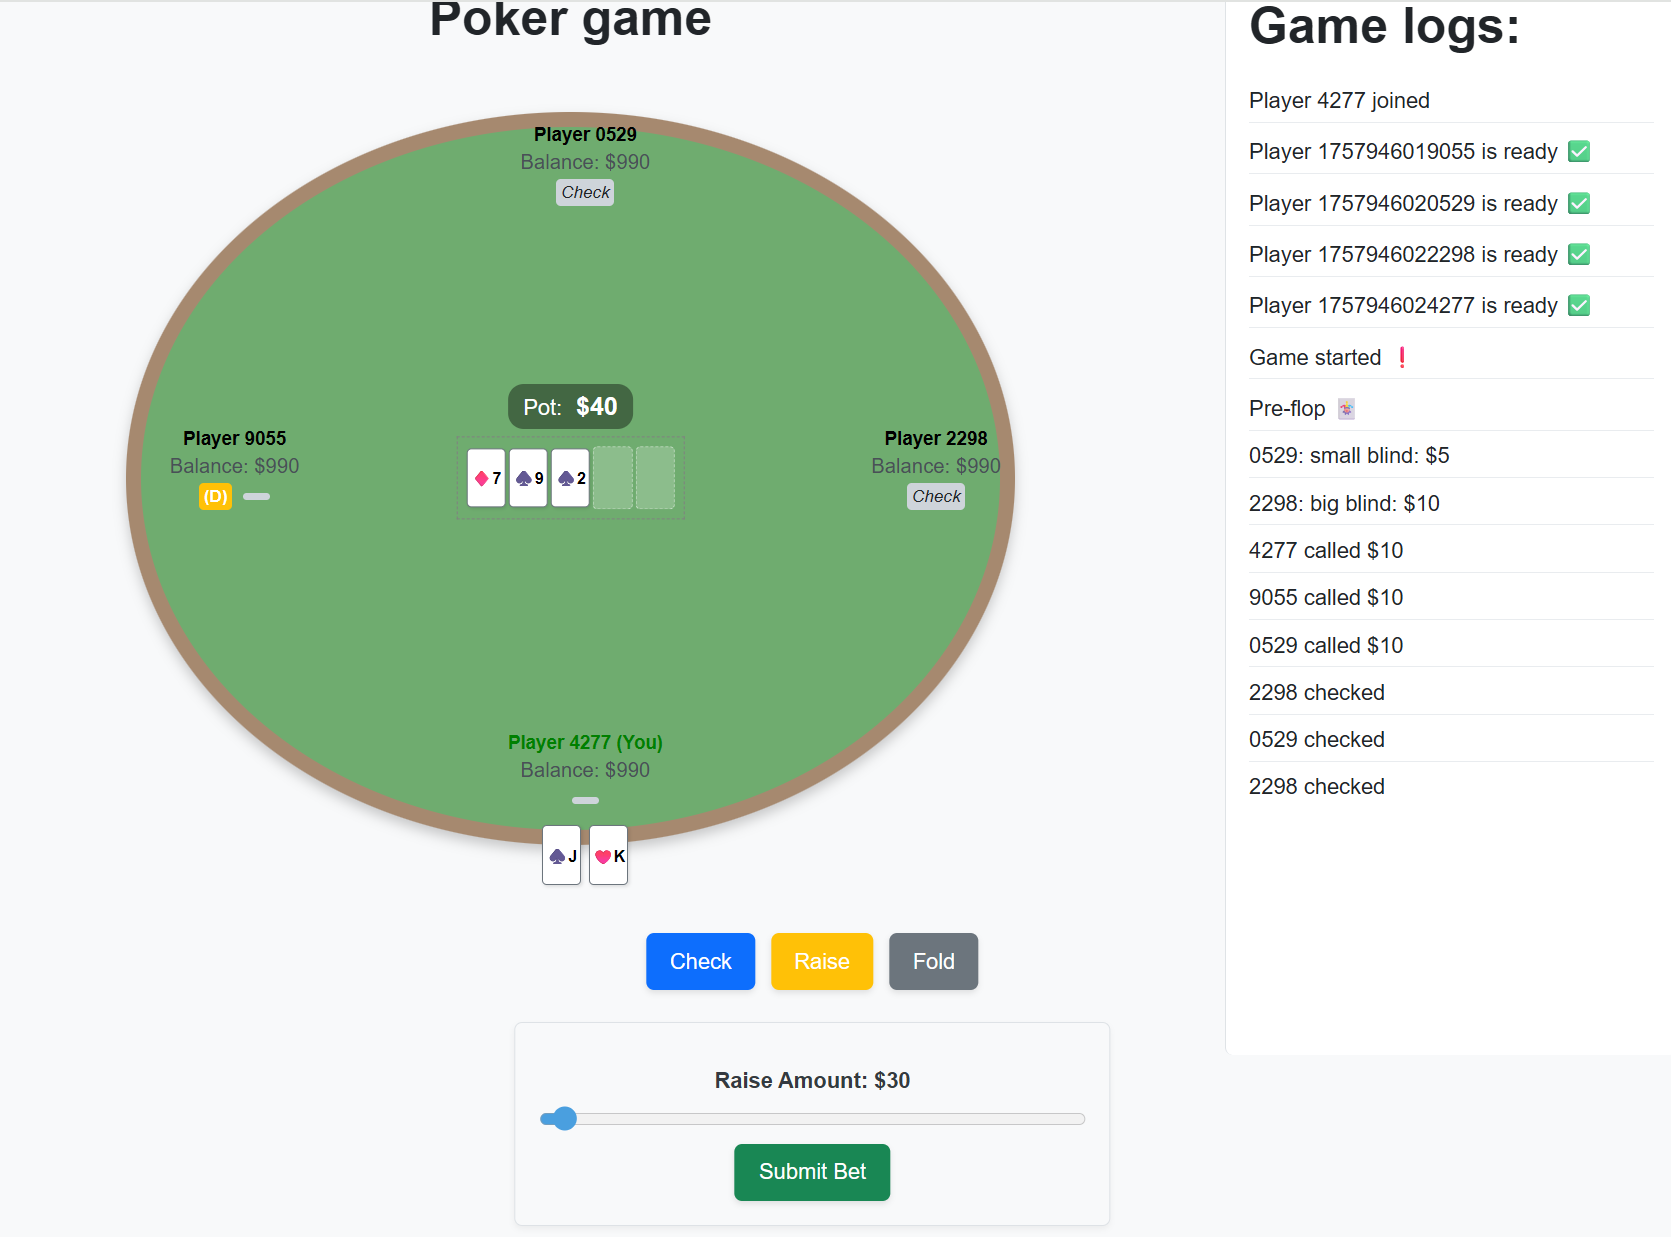 Poker game
Player 0529
Balance: $990
Check
Pot: $40
Player 9055
Balance: $990
(D)
♦7 ♠9 ♠2
Player 2298
Balance: $990
Check
Player 4277 (You)
Balance: $990
♠J ♥K
Check Raise Fold
Raise Amount: $30
Submit Bet
Game logs:
Player 4277 joined
Player 1757946019055 is ready ✅
Player 1757946020529 is ready ✅
Player 1757946022298 is ready ✅
Player 1757946024277 is ready ✅
Game started ❗
Pre-flop 🃏
0529: small blind: $5
2298: big blind: $10
4277 called $10
9055 called $10
0529 called $10
2298 checked
0529 checked
2298 checked